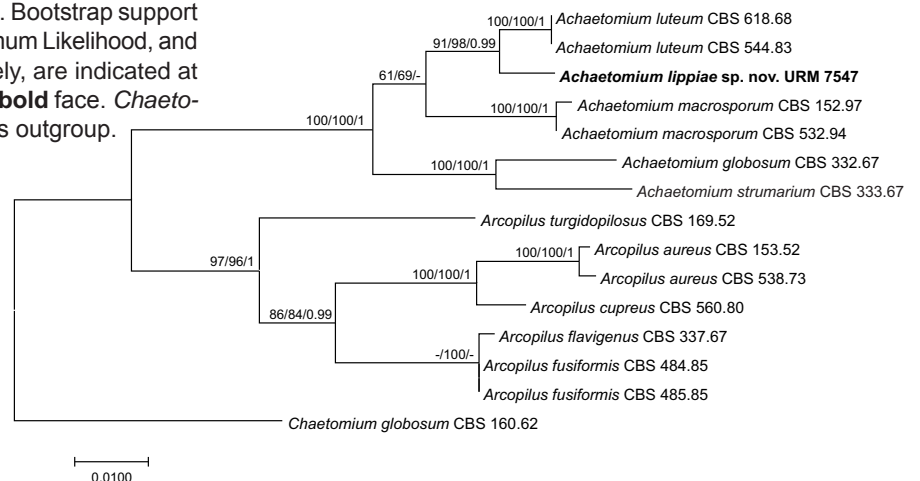 . Bootstrap support
num Likelihood, and
ely, are indicated at
bold face. Chaeto-
s outgroup.
100/100/1
Achaetomium luteum CBS 618.68
91/98/0.99
Achaetomium luteum CBS 544.83
61/69/-
Achaetomium lippiae sp. nov. URM 7547
100/100/1
Achaetomium macrosporum CBS 152.97
100/100/1
Achaetomium macrosporum CBS 532.94
100/100/1
Achaetomium globosum CBS 332.67
Achaetomium strumarium CBS 333.67
Arcopilus turgidopilosus CBS 169.52
97/96/1
100/100/1
Arcopilus aureus CBS 153.52
100/100/1
Arcopilus aureus CBS 538.73
86/84/0.99
Arcopilus cupreus CBS 560.80
Arcopilus flavigenus CBS 337.67
-/100/-
Arcopilus fusiformis CBS 484.85
Arcopilus fusiformis CBS 485.85
Chaetomium globosum CBS 160.62
0.0100